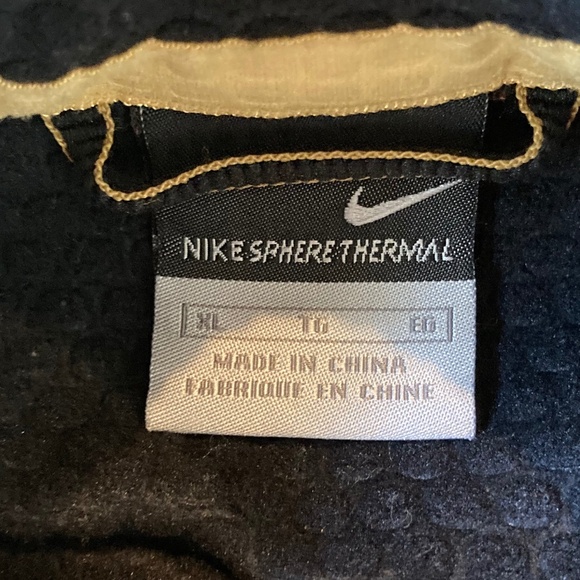 NIKE SPHERE THERMAL
XL TG EG
MADE IN CHINA
FABRIQUE EN CHINE